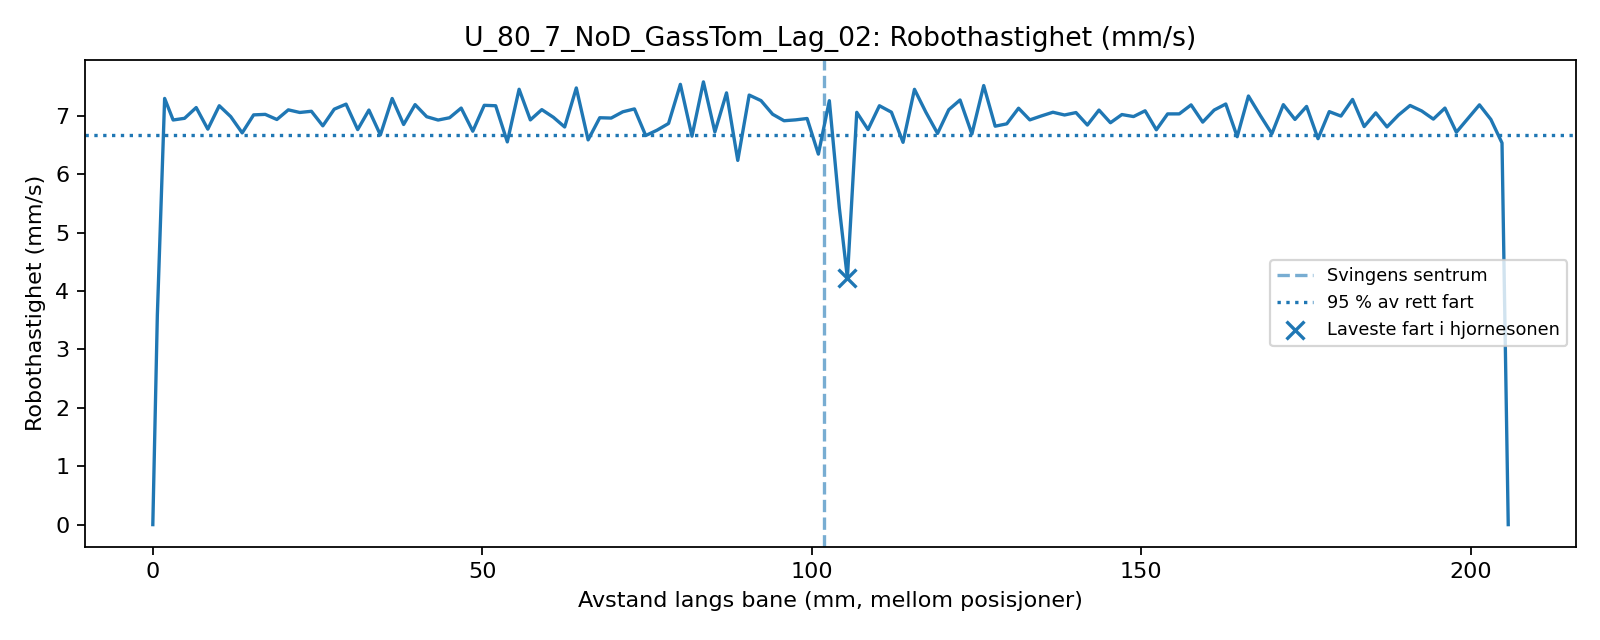 U_80_7_NoD_GassTom_Lag_02: Robothastighet (mm/s)
Robothastighet (mm/s)
7
6
5
4
3
2
1
0
Svingens sentrum
95 % av rett fart
Laveste fart i hjornesonen
0 50 100 150 200
Avstand langs bane (mm, mellom posisjoner)